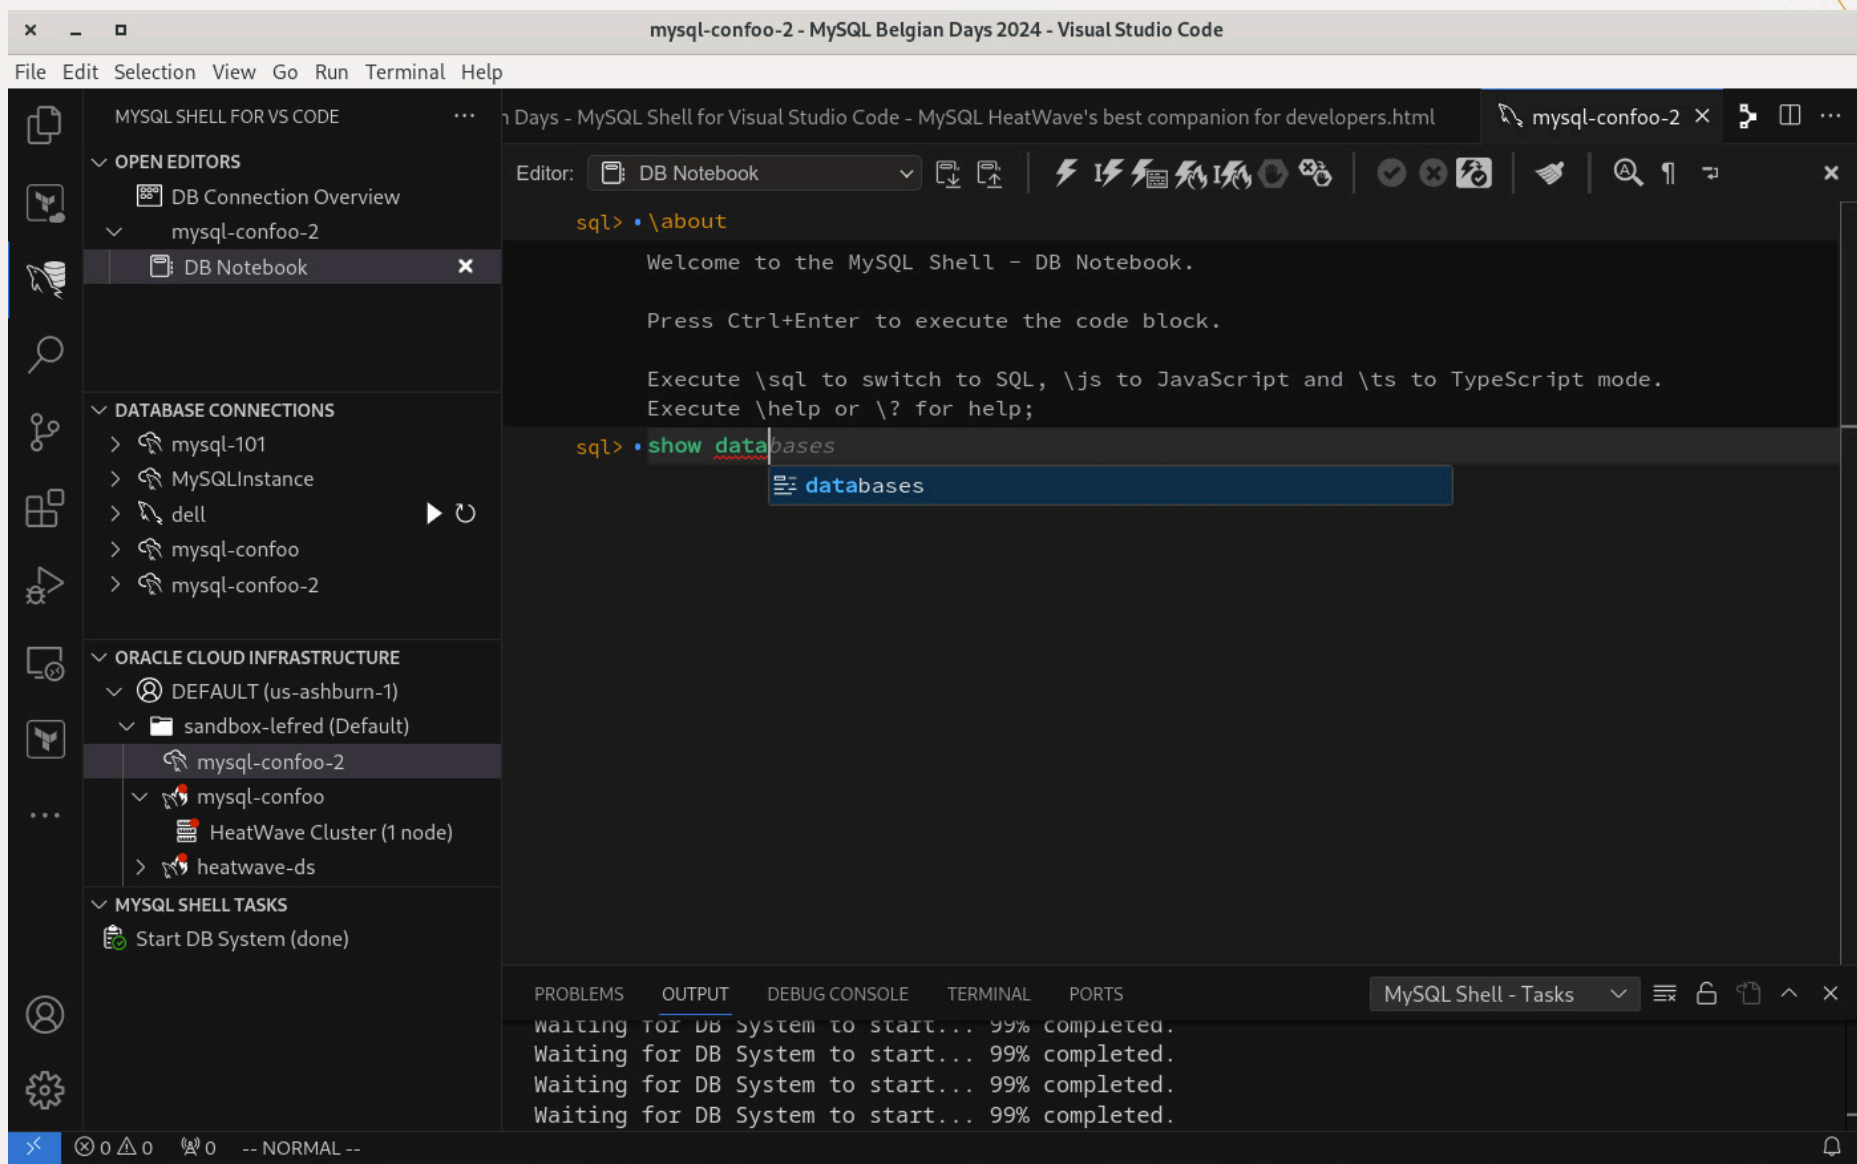 mysql-confoo-2 - MySQL Belgian Days 2024 - Visual Studio Code
File Edit Selection View Go Run Terminal Help
MYSQL SHELL FOR VS CODE
OPEN EDITORS
DB Connection Overview
mysql-confoo-2
DB Notebook
DATABASE CONNECTIONS
mysql-101
MySQLInstance
dell
mysql-confoo
mysql-confoo-2
ORACLE CLOUD INFRASTRUCTURE
DEFAULT (us-ashburn-1)
sandbox-lefred (Default)
mysql-confoo-2
mysql-confoo
HeatWave Cluster (1 node)
heatwave-ds
MYSQL SHELL TASKS
Start DB System (done)
Days - MySQL Shell for Visual Studio Code - MySQL HeatWave's best companion for developers.html
mysql-confoo-2
Editor: DB Notebook
sql> \about
Welcome to the MySQL Shell - DB Notebook.
Press Ctrl+Enter to execute the code block.
Execute \sql to switch to SQL, \js to JavaScript and \ts to TypeScript mode.
Execute \help or \? for help;
sql> show databases
databases
PROBLEMS OUTPUT DEBUG CONSOLE TERMINAL PORTS MySQL Shell - Tasks
Waiting for DB System to start... 99% completed.
Waiting for DB System to start... 99% completed.
Waiting for DB System to start... 99% completed.
Waiting for DB System to start... 99% completed.
0 0 0 -- NORMAL --